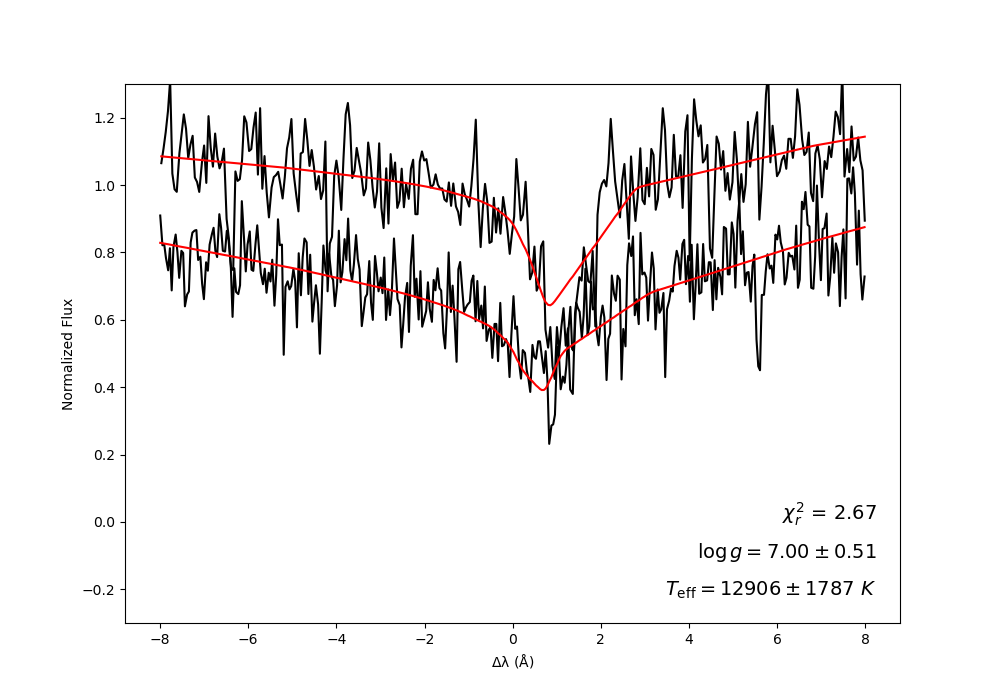 Normalized Flux
1.2
1.0
0.8
0.6
0.4
0.2
0.0
−0.2
χ²ᵣ = 2.67
log g = 7.00 ± 0.51
T_eff = 12906 ± 1787 K
−8 −6 −4 −2 0 2 4 6 8
Δλ (Å)